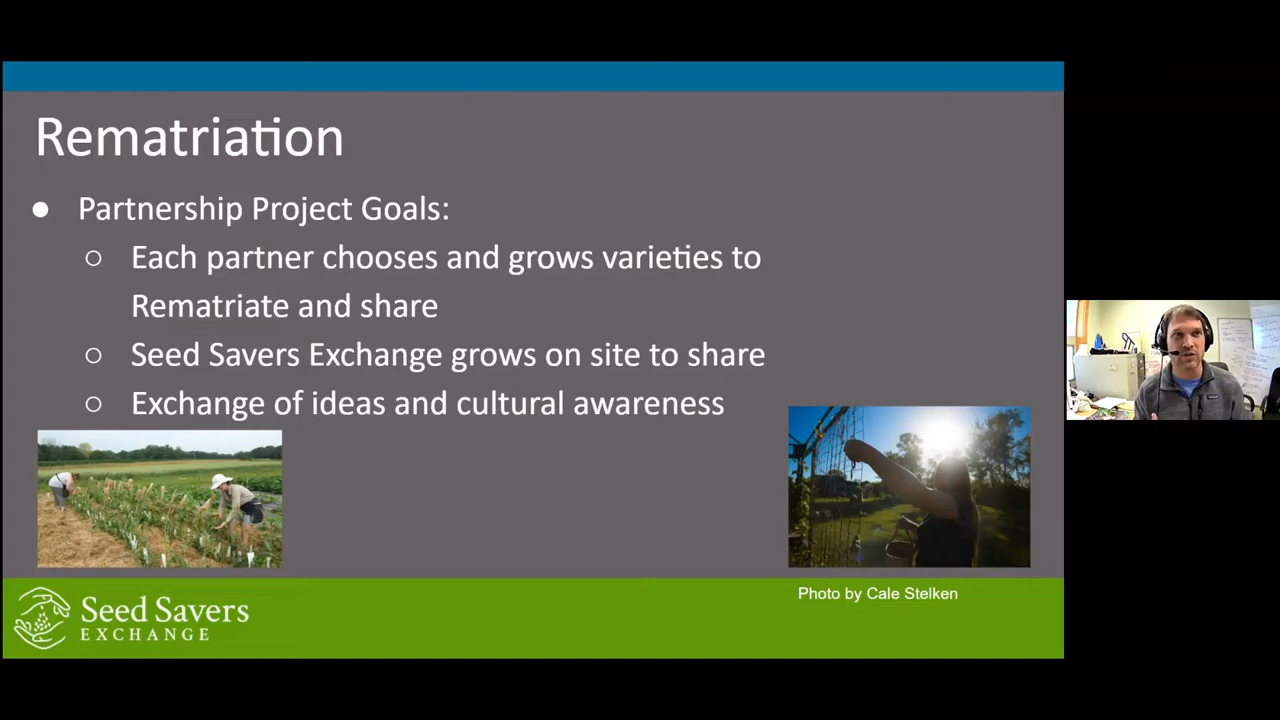 Rematriation
● Partnership Project Goals:
○ Each partner chooses and grows varieties to
Rematriate and share
○ Seed Savers Exchange grows on site to share
○ Exchange of ideas and cultural awareness
Photo by Cale Stelken
Seed Savers
EXCHANGE